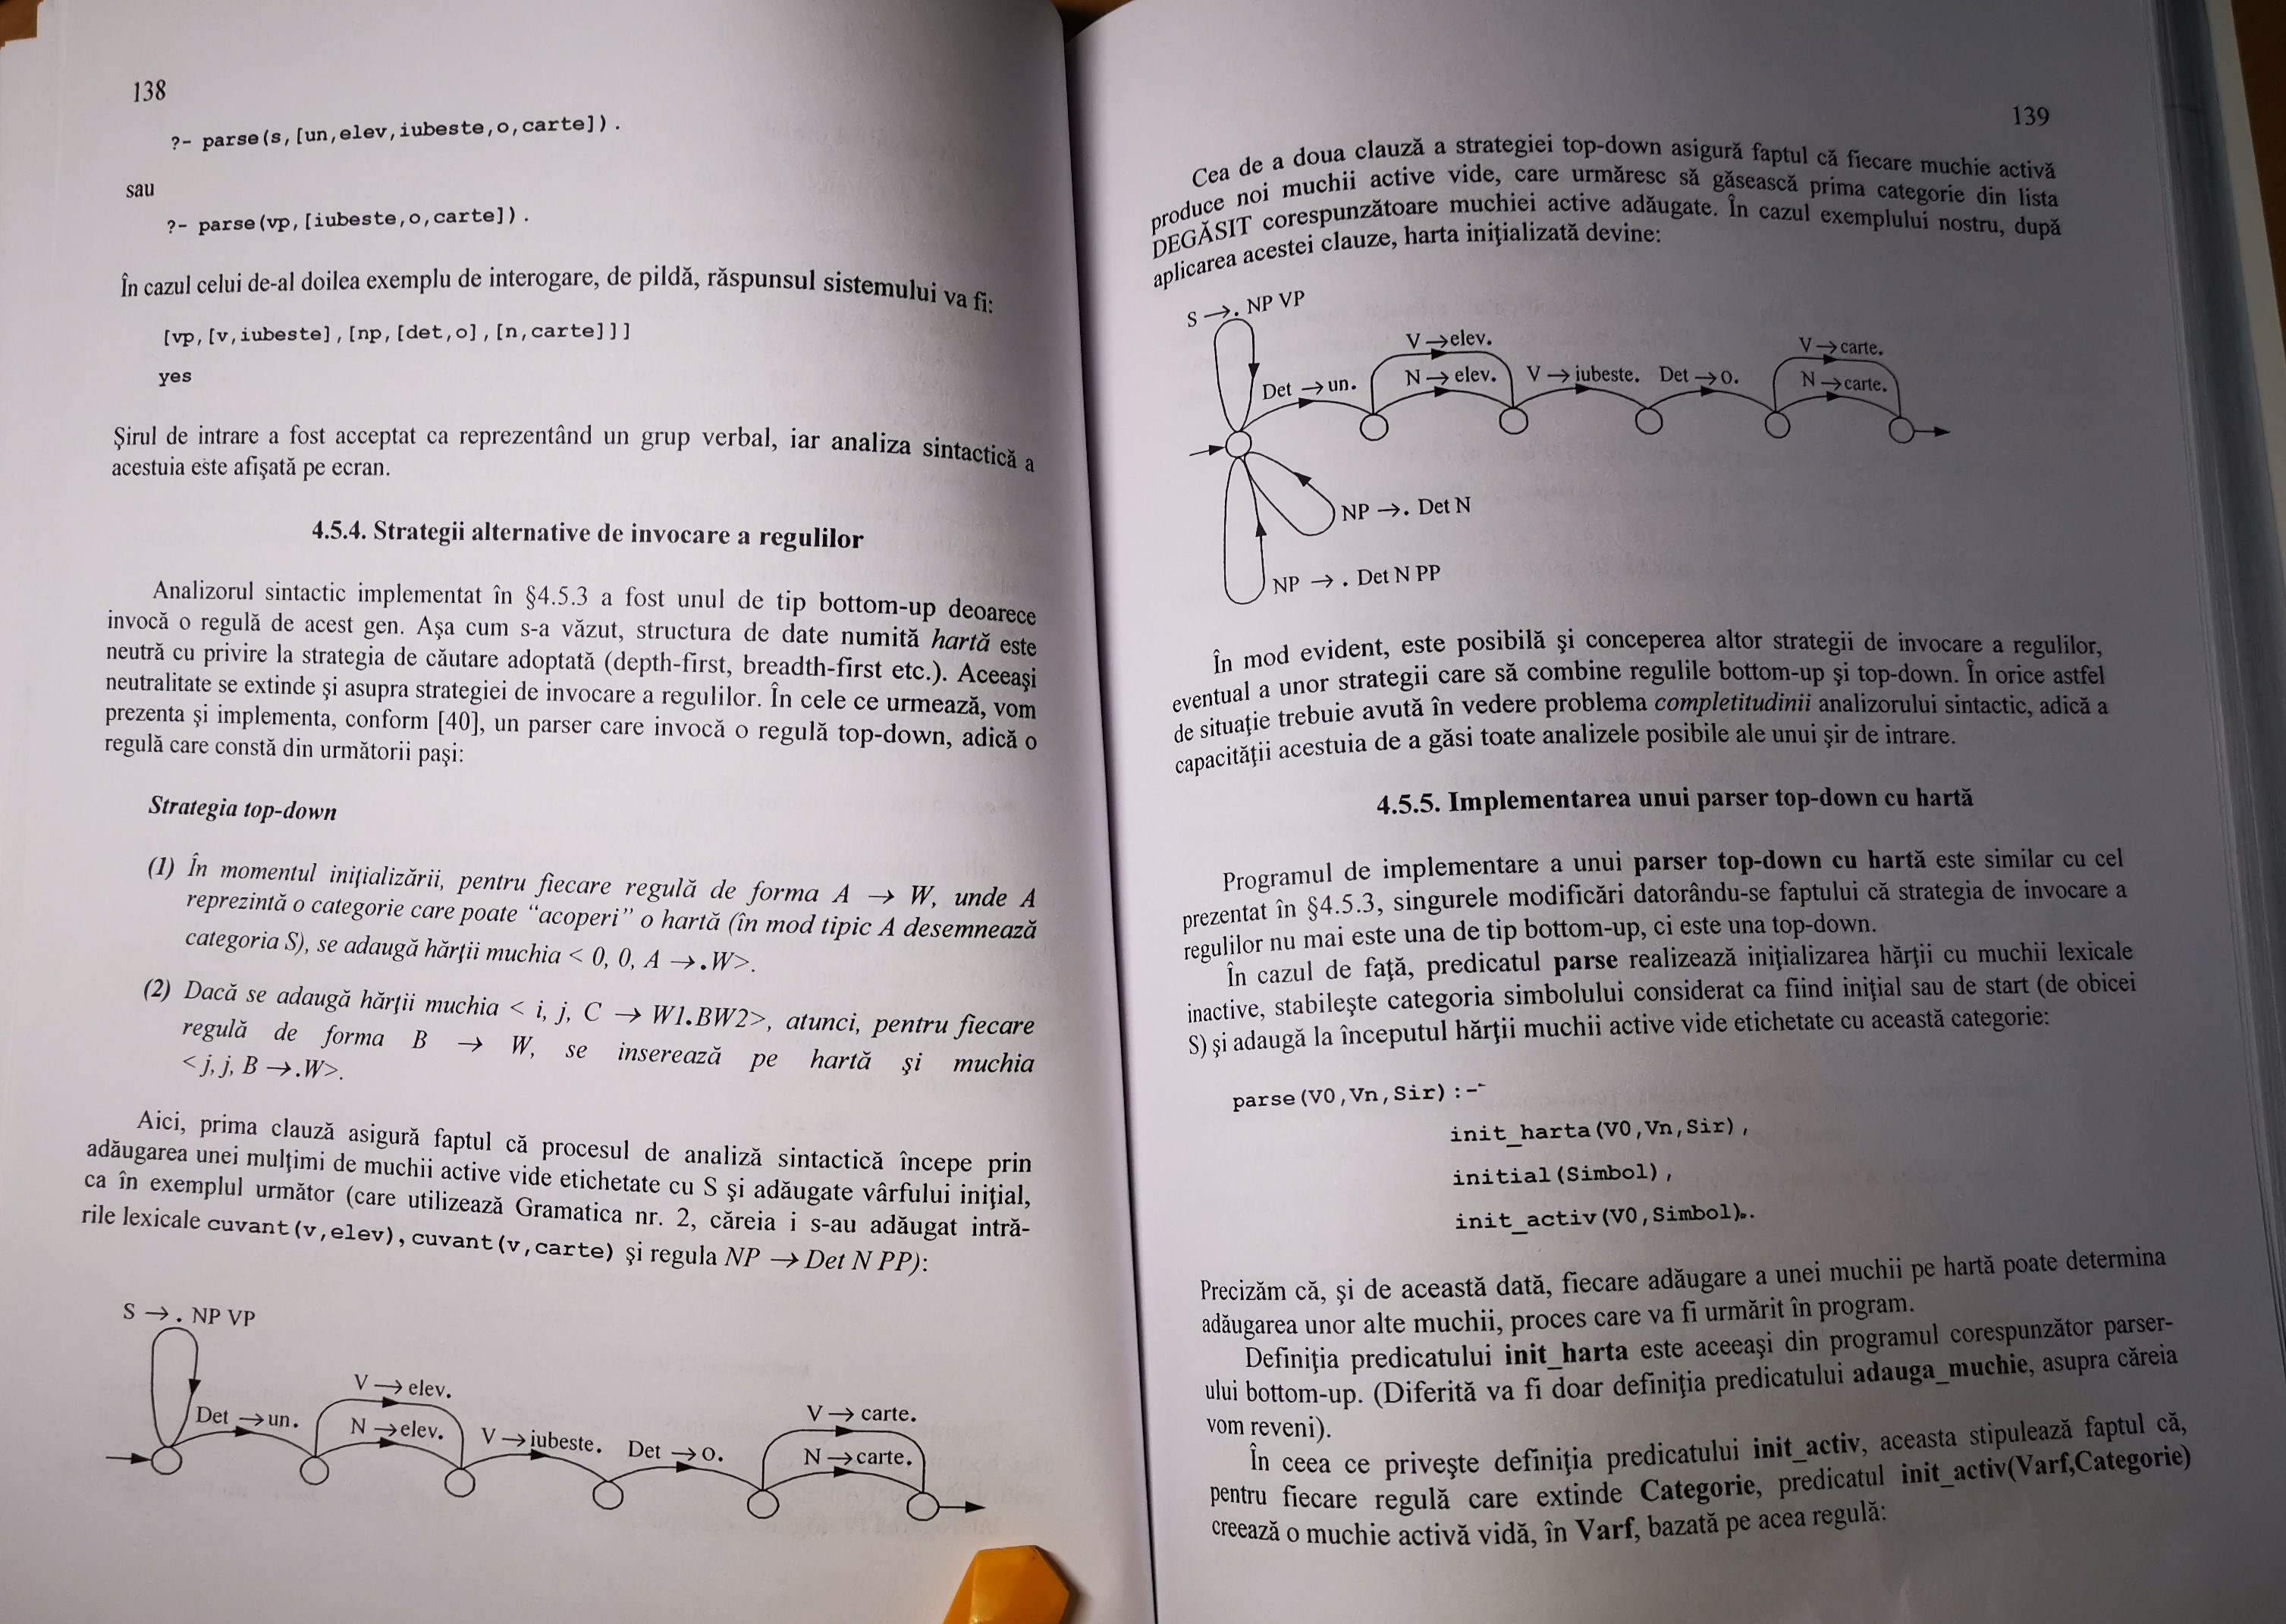 138
?- parse(s,[un,elev,iubeste,o,carte]).
sau
?- parse(vp,[iubeste,o,carte]).
În cazul celui de-al doilea exemplu de interogare, de pildă, răspunsul sistemului va fi:
[vp,[v,iubeste],[np,[det,o],[n,carte]]]
yes
Şirul de intrare a fost acceptat ca reprezentând un grup verbal, iar analiza sintactică a
acestuia este afişată pe ecran.
4.5.4. Strategii alternative de invocare a regulilor
Analizorul sintactic implementat în §4.5.3 a fost unul de tip bottom-up deoarece
invocă o regulă de acest gen. Aşa cum s-a văzut, structura de date numită hartă este
neutră cu privire la strategia de căutare adoptată (depth-first, breadth-first etc.). Aceeaşi
neutralitate se extinde şi asupra strategiei de invocare a regulilor. În cele ce urmează, vom
prezenta şi implementa, conform [40], un parser care invocă o regulă top-down, adică o
regulă care constă din următorii paşi:
Strategia top-down
(1) În momentul iniţializării, pentru fiecare regulă de forma A → W, unde A
reprezintă o categorie care poate “acoperi” o hartă (în mod tipic A desemnează
categoria S), se adaugă hărţii muchia < 0, 0, A →.W>.
(2) Dacă se adaugă hărţii muchia < i, j, C → W1.BW2>, atunci, pentru fiecare
regulă de forma B → W, se inserează pe hartă şi muchia
< j, j, B →.W>.
Aici, prima clauză asigură faptul că procesul de analiză sintactică începe prin
adăugarea unei mulţimi de muchii active vide etichetate cu S şi adăugate vârfului iniţial,
ca în exemplul următor (care utilizează Gramatica nr. 2, căreia i s-au adăugat intră-
rile lexicale cuvant(v,elev), cuvant(v,carte) şi regula NP → Det N PP):
S →. NP VP
V → elev.
Det → un.
N → elev.
V → iubeste.
Det → o.
V → carte.
N → carte.
139
Cea de a doua clauză a strategiei top-down asigură faptul că fiecare muchie activă
produce noi muchii active vide, care urmăresc să găsească prima categorie din lista
DEGĂSIT corespunzătoare muchiei active adăugate. În cazul exemplului nostru, după
aplicarea acestei clauze, harta iniţializată devine:
S →. NP VP
V → elev.
V → carte.
Det → un.
N → elev.
V → iubeste.
Det → o.
N → carte.
NP →. Det N
NP → . Det N PP
În mod evident, este posibilă şi conceperea altor strategii de invocare a regulilor,
eventual a unor strategii care să combine regulile bottom-up şi top-down. În orice astfel
de situaţie trebuie avută în vedere problema completitudinii analizorului sintactic, adică a
capacităţii acestuia de a găsi toate analizele posibile ale unui şir de intrare.
4.5.5. Implementarea unui parser top-down cu hartă
Programul de implementare a unui parser top-down cu hartă este similar cu cel
prezentat în §4.5.3, singurele modificări datorându-se faptului că strategia de invocare a
regulilor nu mai este una de tip bottom-up, ci este una top-down.
În cazul de faţă, predicatul parse realizează iniţializarea hărţii cu muchii lexicale
inactive, stabileşte categoria simbolului considerat ca fiind iniţial sau de start (de obicei
S) şi adaugă la începutul hărţii muchii active vide etichetate cu această categorie:
parse(V0,Vn,Sir):-
init_harta(V0,Vn,Sir),
initial(Simbol),
init_activ(V0,Simbol).
Precizăm că, şi de această dată, fiecare adăugare a unei muchii pe hartă poate determina
adăugarea unor alte muchii, proces care va fi urmărit în program.
Definiţia predicatului init_harta este aceeaşi din programul corespunzător parser-
ului bottom-up. (Diferită va fi doar definiţia predicatului adauga_muchie, asupra căreia
vom reveni).
În ceea ce priveşte definiţia predicatului init_activ, aceasta stipulează faptul că,
pentru fiecare regulă care extinde Categorie, predicatul init_activ(Varf,Categorie)
creează o muchie activă vidă, în Varf, bazată pe acea regulă: